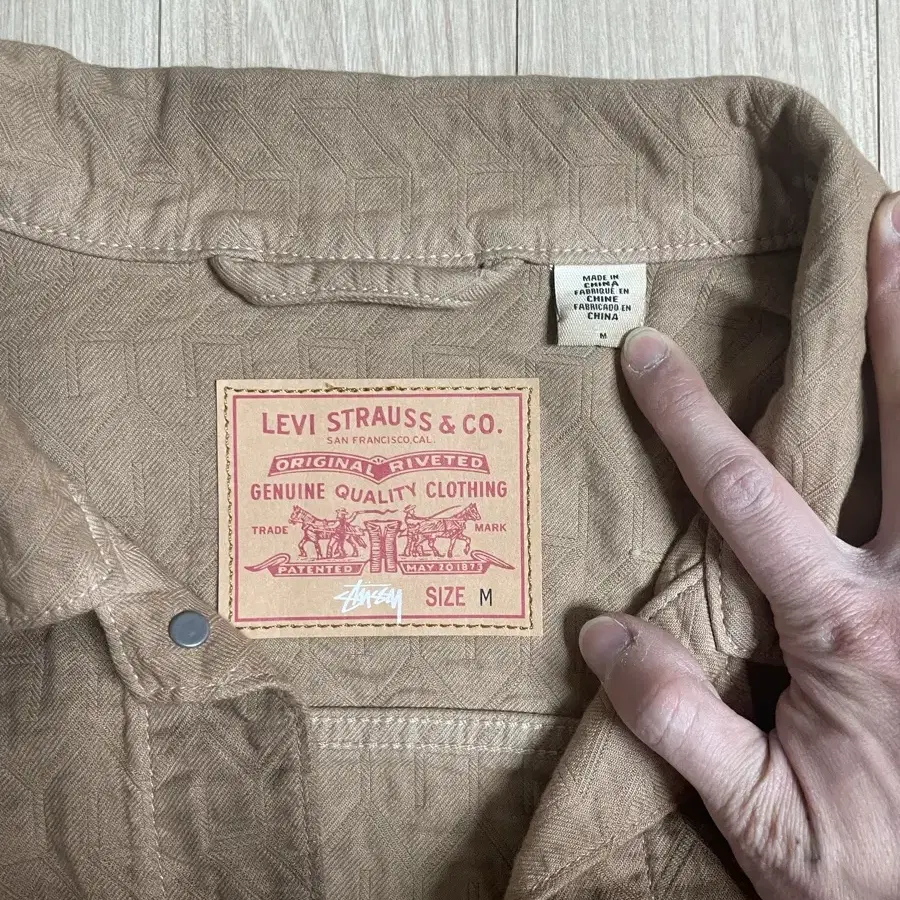 MADE IN
CHINA
FABRIQUÉ EN
CHINE
FABRICADO EN
CHINA
M
LEVI STRAUSS & CO.
SAN FRANCISCO, CAL.
ORIGINAL RIVETED
GENUINE QUALITY CLOTHING
TRADE MARK
PATENTED MAY 20 1873
Stüssy SIZE M